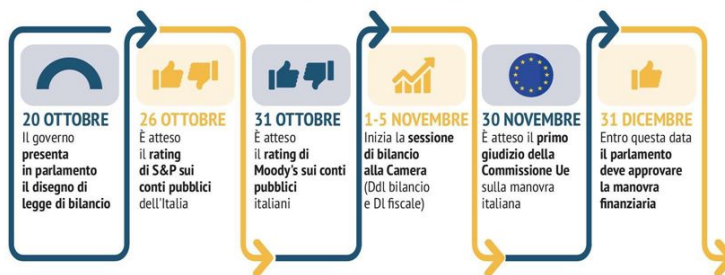 20 OTTOBRE
Il governo
presenta
in parlamento
il disegno di
legge di bilancio
26 OTTOBRE
È atteso
il rating
di S&P sui
conti pubblici
dell'Italia
31 OTTOBRE
È atteso
il rating di
Moody's sui conti
pubblici
italiani
1-5 NOVEMBRE
Inizia la sessione
di bilancio
alla Camera
(Ddl bilancio
e Dl fiscale)
30 NOVEMBRE
È atteso il primo
giudizio della
Commissione Ue
sulla manovra
italiana
31 DICEMBRE
Entro questa data
il parlamento
deve approvare
la manovra
finanziaria